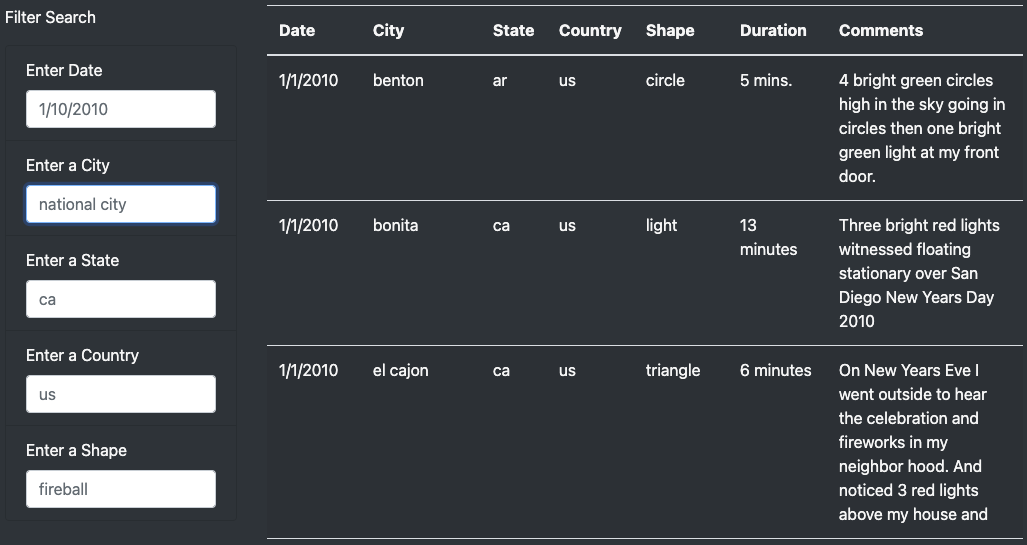 Filter Search
Enter Date
1/10/2010
Enter a City
national city
Enter a State
ca
Enter a Country
us
Enter a Shape
fireball
Date City State Country Shape Duration Comments
1/1/2010 benton ar us circle 5 mins. 4 bright green circles
high in the sky going in
circles then one bright
green light at my front
door.
1/1/2010 bonita ca us light 13 Three bright red lights
minutes witnessed floating
stationary over San
Diego New Years Day
2010
1/1/2010 el cajon ca us triangle 6 minutes On New Years Eve I
went outside to hear
the celebration and
fireworks in my
neighbor hood. And
noticed 3 red lights
above my house and